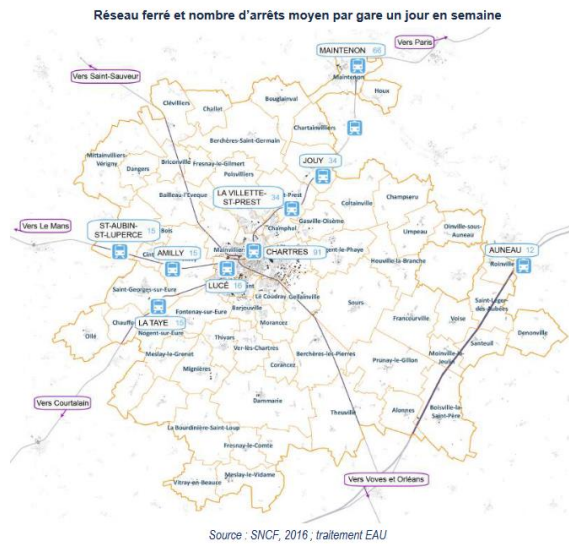 Réseau ferré et nombre d'arrêts moyen par gare un jour en semaine
Vers Paris
MAINTENON 66
Maintenon
Vers Saint-Sauveur
Houx
Clévilliers
Challet
Bouglainval
Chartainvilliers
Berchères-Saint-Germain
JOUY 34
Mittainvilliers-Vérigny
Briconville
Fresnay-le-Gilmert
Dangers
Poisvilliers
LA VILLETTE-
ST-PREST 34
Bailleau-l'Eveque
Champhol
Coltainville
Champseru
Gasville-Oisème
Oinville-sous-
Auneau
Umpeau
Vers Le Mans
ST-AUBIN-
ST-LUPERCE 15
AMILLY 15
CHARTRES 91
Houville-la-Branche
AUNEAU 12
Roinville
LUCÉ 16
Saint-Georges-sur-Eure
Le Coudray
Gellainville
Sours
Saint-Leger-
des-Aubées
Barjouville
LA TAYE 15
Fontenay-sur-Eure
Nogent-sur-Eure
Francourville
Voise
Denonville
Ollé
Morancez
Thivars
Santeuil
Meslay-le-Grenet
Ver-lès-Chartres
Berchères-les-Pierres
Prunay-le-Gillon
Moinville-la-
Jeulin
Mignières
Corancez
Vers Courtalain
Dammarie
Theuville
Allonnes
Boisville-la-
Saint-Père
La Bourdinière-Saint-Loup
Fresnay-le-Comte
Vitray-en-Beauce
Meslay-le-Vidame
Vers Voves et Orléans
Source : SNCF, 2016 ; traitement EAU